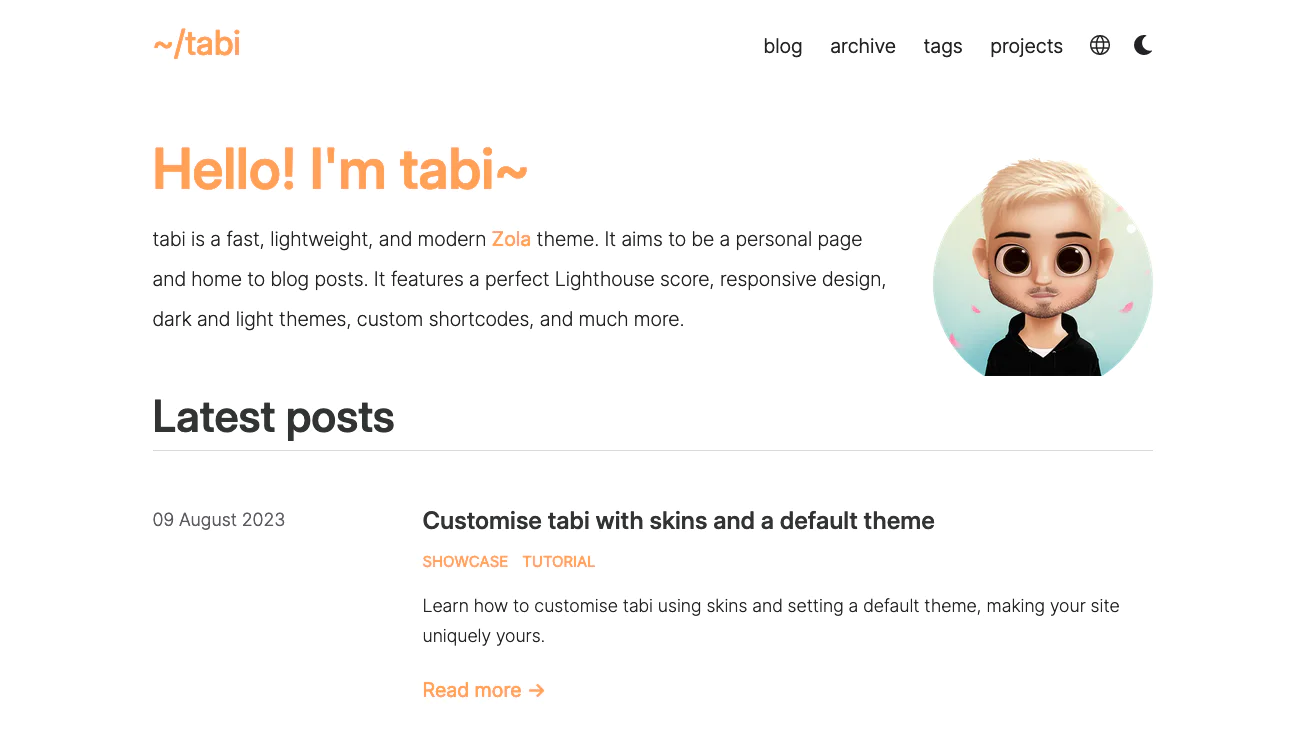 ~/tabi
blog archive tags projects
Hello! I'm tabi~
tabi is a fast, lightweight, and modern Zola theme. It aims to be a personal page
and home to blog posts. It features a perfect Lighthouse score, responsive design,
dark and light themes, custom shortcodes, and much more.
Latest posts
09 August 2023
Customise tabi with skins and a default theme
SHOWCASE TUTORIAL
Learn how to customise tabi using skins and setting a default theme, making your site
uniquely yours.
Read more →